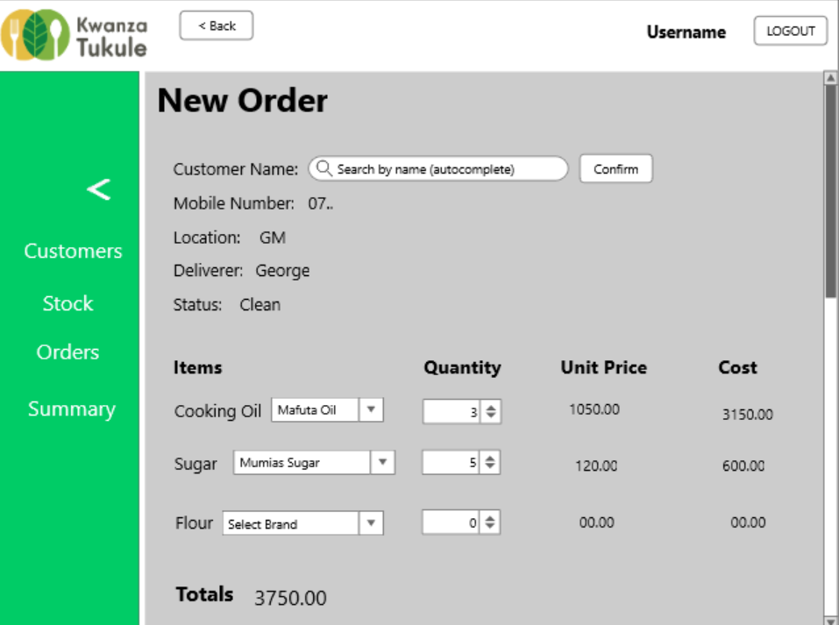 Kwanza
Tukule
< Back
Username
LOGOUT
<
Customers
Stock
Orders
Summary
New Order
Customer Name: Search by name (autocomplete) Confirm
Mobile Number: 07..
Location: GM
Deliverer: George
Status: Clean
Items Quantity Unit Price Cost
Cooking Oil Mafuta Oil 3 1050.00 3150.00
Sugar Mumias Sugar 5 120.00 600.00
Flour Select Brand 0 00.00 00.00
Totals 3750.00